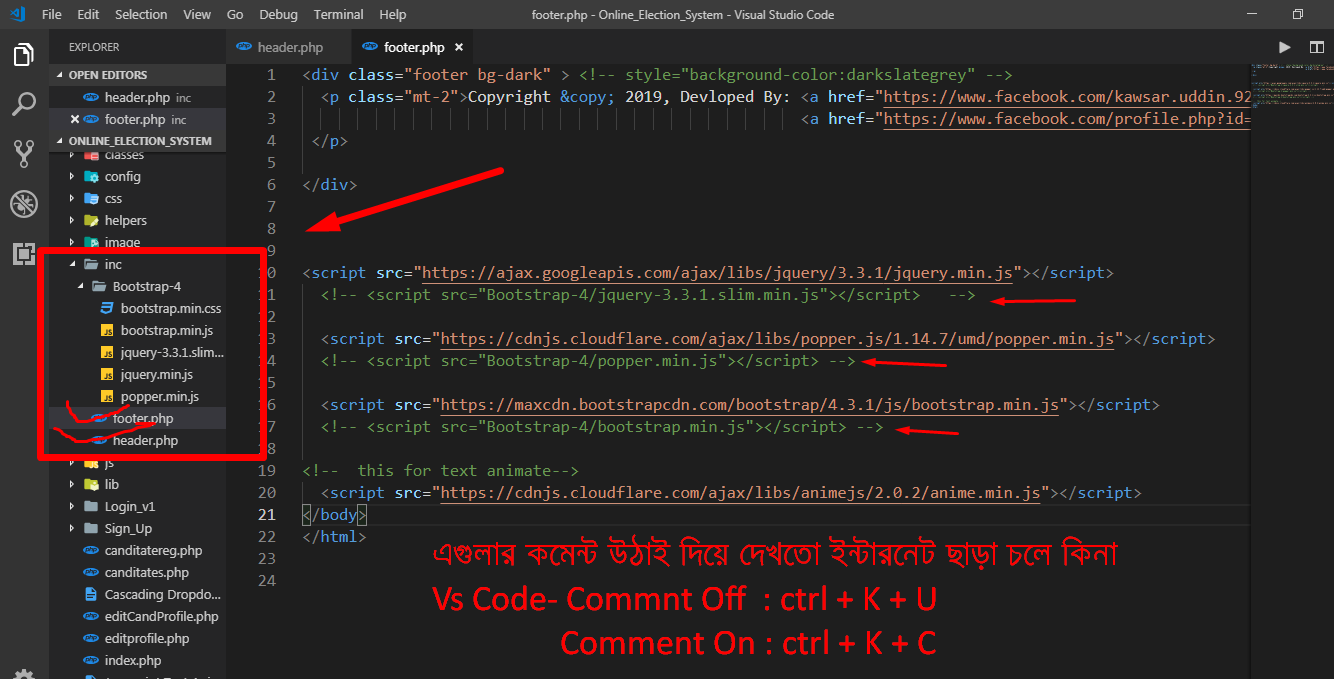 File Edit Selection View Go Debug Terminal Help footer.php - Online_Election_System - Visual Studio Code
EXPLORER
header.php footer.php ×
OPEN EDITORS
header.php inc
× footer.php inc
ONLINE_ELECTION_SYSTEM
classes
config
css
helpers
image
inc
Bootstrap-4
bootstrap.min.css
bootstrap.min.js
jquery-3.3.1.slim...
jquery.min.js
popper.min.js
footer.php
header.php
js
lib
Login_v1
Sign_Up
canditatereg.php
canditates.php
Cascading Dropdo...
editCandProfile.php
editprofile.php
index.php
1 <div class="footer bg-dark" > <!-- style="background-color:darkslategrey" -->
2 <p class="mt-2">Copyright &copy; 2019, Devloped By: <a href="https://www.facebook.com/kawsar.uddin.92
3 <a href="https://www.facebook.com/profile.php?id=
4 </p>
5
6 </div>
7
8
9
10 <script src="https://ajax.googleapis.com/ajax/libs/jquery/3.3.1/jquery.min.js"></script>
11 <!-- <script src="Bootstrap-4/jquery-3.3.1.slim.min.js"></script> -->
12
13 <script src="https://cdnjs.cloudflare.com/ajax/libs/popper.js/1.14.7/umd/popper.min.js"></script>
14 <!-- <script src="Bootstrap-4/popper.min.js"></script> -->
15
16 <script src="https://maxcdn.bootstrapcdn.com/bootstrap/4.3.1/js/bootstrap.min.js"></script>
17 <!-- <script src="Bootstrap-4/bootstrap.min.js"></script> -->
18
19 <!-- this for text animate-->
20 <script src="https://cdnjs.cloudflare.com/ajax/libs/animejs/2.0.2/anime.min.js"></script>
21 </body>
22 </html>
23
24
এগুলার কমেন্ট উঠাই দিয়ে দেখতো ইন্টারনেট ছাড়া চলে কিনা
Vs Code- Commnt Off : ctrl + K + U
Comment On : ctrl + K + C